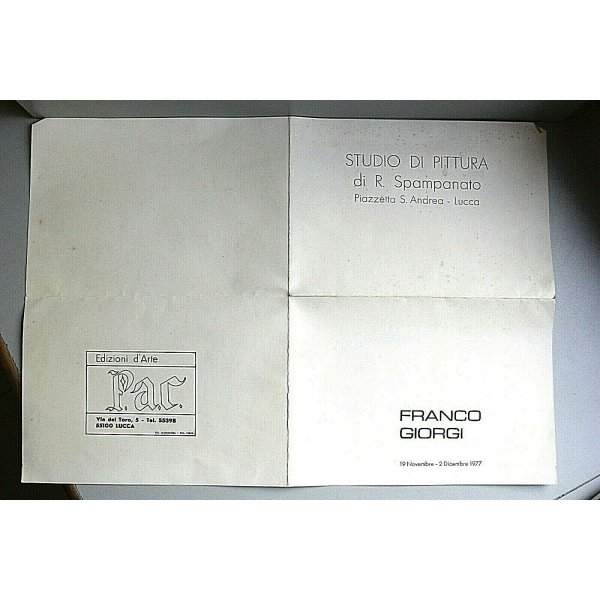 STUDIO DI PITTURA
di R. Spampanato
Piazzetta S. Andrea - Lucca
FRANCO
GIORGI
19 Novembre - 2 Dicembre 1977
Edizioni d'Arte
P.a.c.
Via del Toro, 5 - Tel. 55398
55100 LUCCA